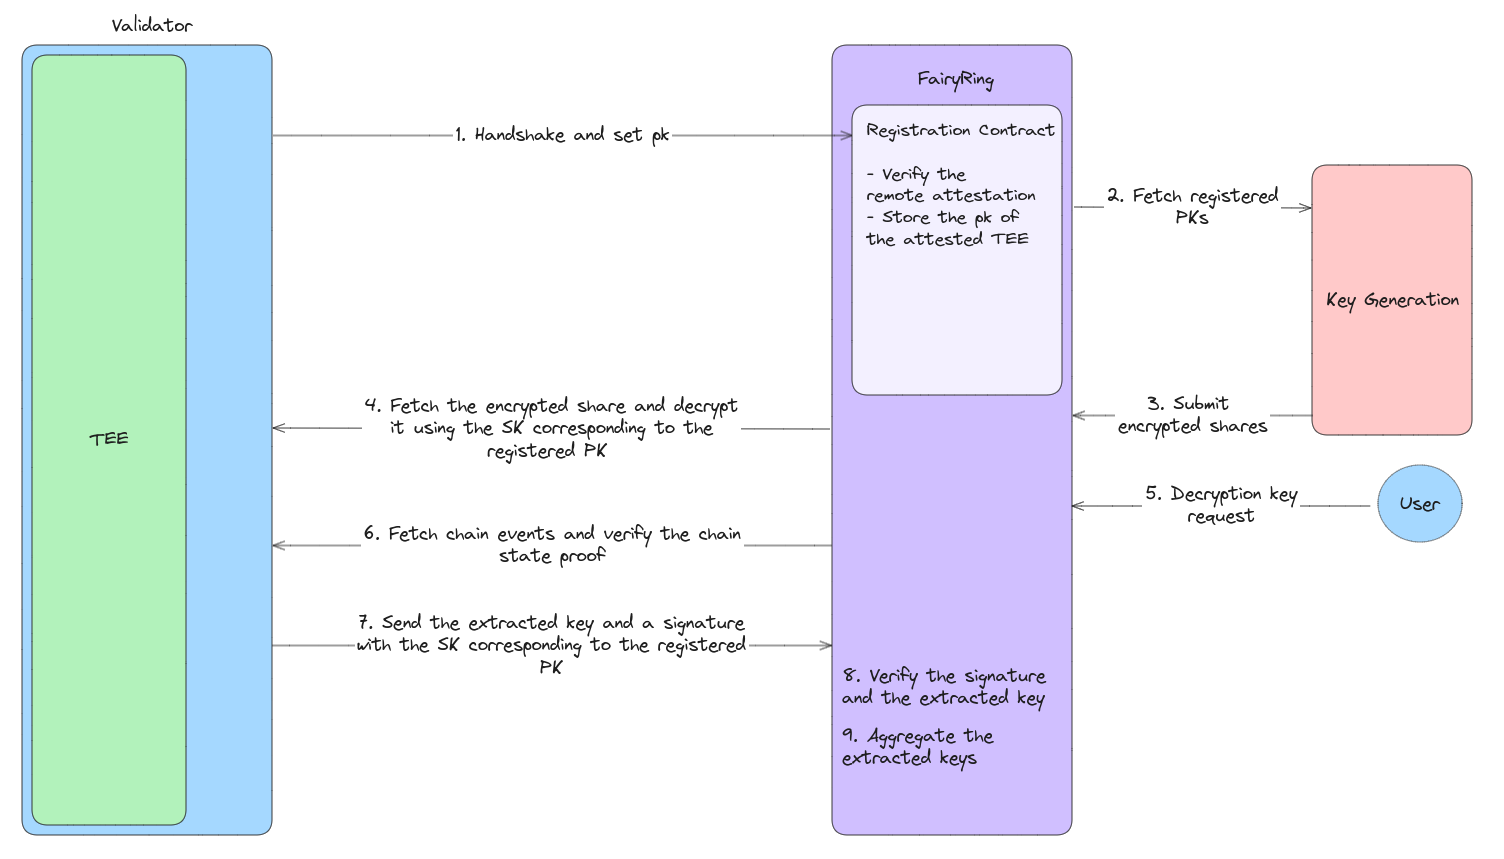 Validator
TEE
1. Handshake and set pk
FairyRing
Registration Contract
- Verify the
remote attestation
- Store the pk of
the attested TEE
2. Fetch registered
PKs
Key Generation
3. Submit
encrypted shares
4. Fetch the encrypted share and decrypt
it using the SK corresponding to the
registered PK
5. Decryption key
request
User
6. Fetch chain events and verify the chain
state proof
7. Send the extracted key and a signature
with the SK corresponding to the registered
PK
8. Verify the signature
and the extracted key
9. Aggregate the
extracted keys